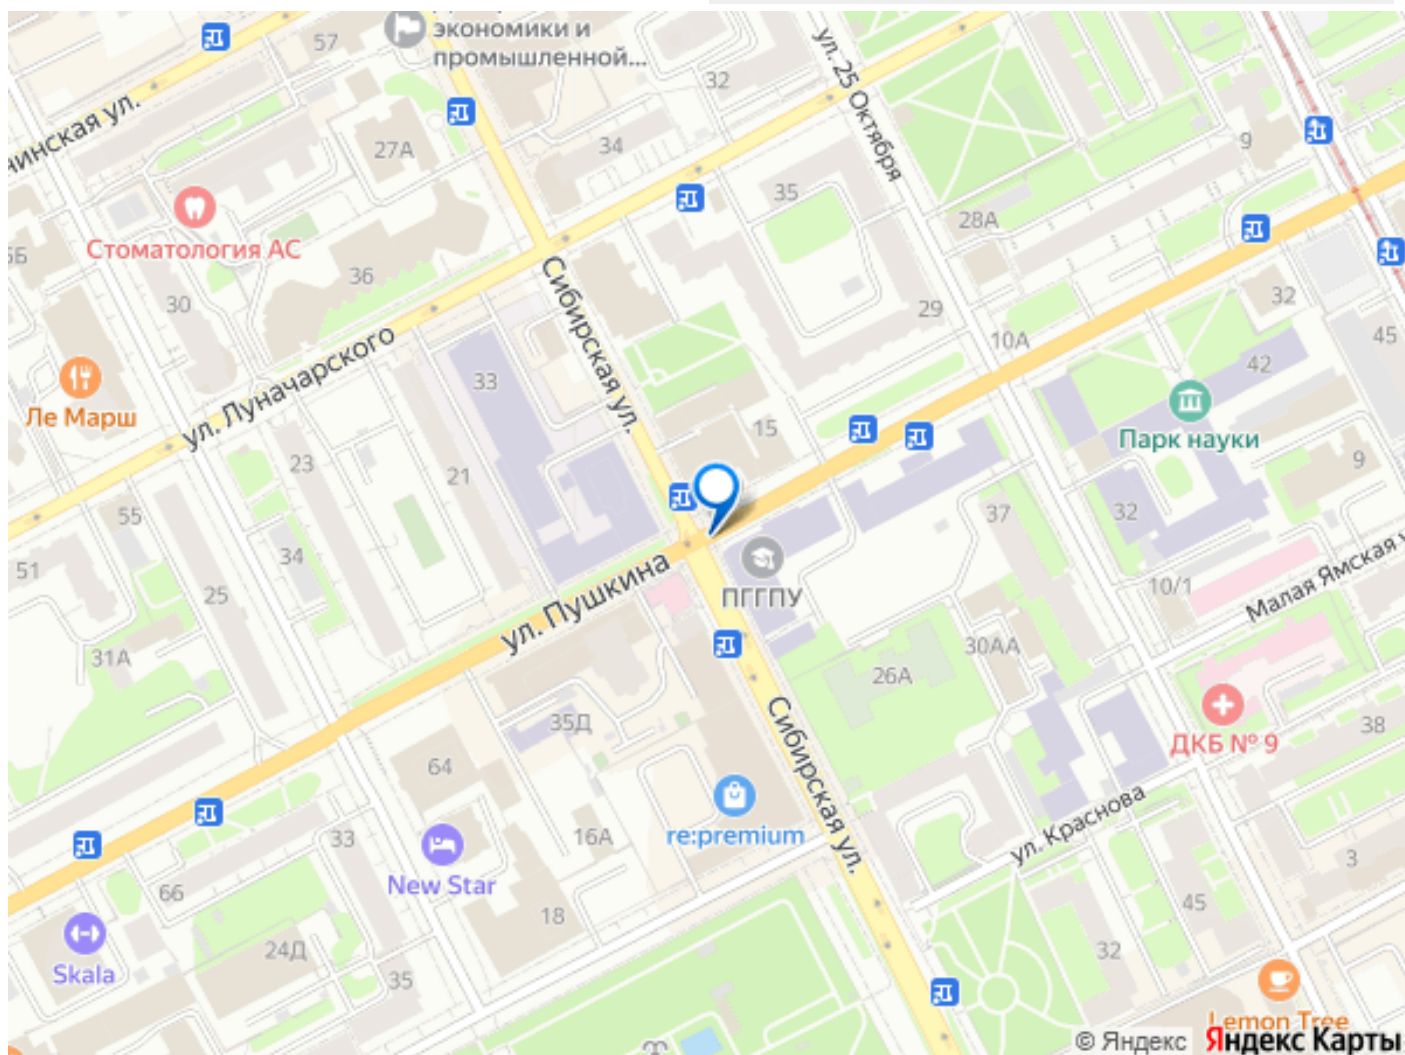 экономики и
промышленной...
57
32
ул. 25 Октября
нинская ул.
27А
34
9
35
28А
Стоматология АС
5Б
36
30
Сибирская ул.
32
29
10А
45
33
42
ул. Луначарского
Ле Марш
15
Парк науки
23
21
9
55
37
32
34
51
25
ПГГПУ
10/1
Малая Ямская у
ул. Пушкина
31А
30АА
26А
35Д
38
ДКБ № 9
64
Сибирская ул.
33
16А
re:premium
ул. Краснова
3
New Star
66
18
45
24Д
35
32
Skala
Lemon Tree
© Яндекс Яндекс Карты